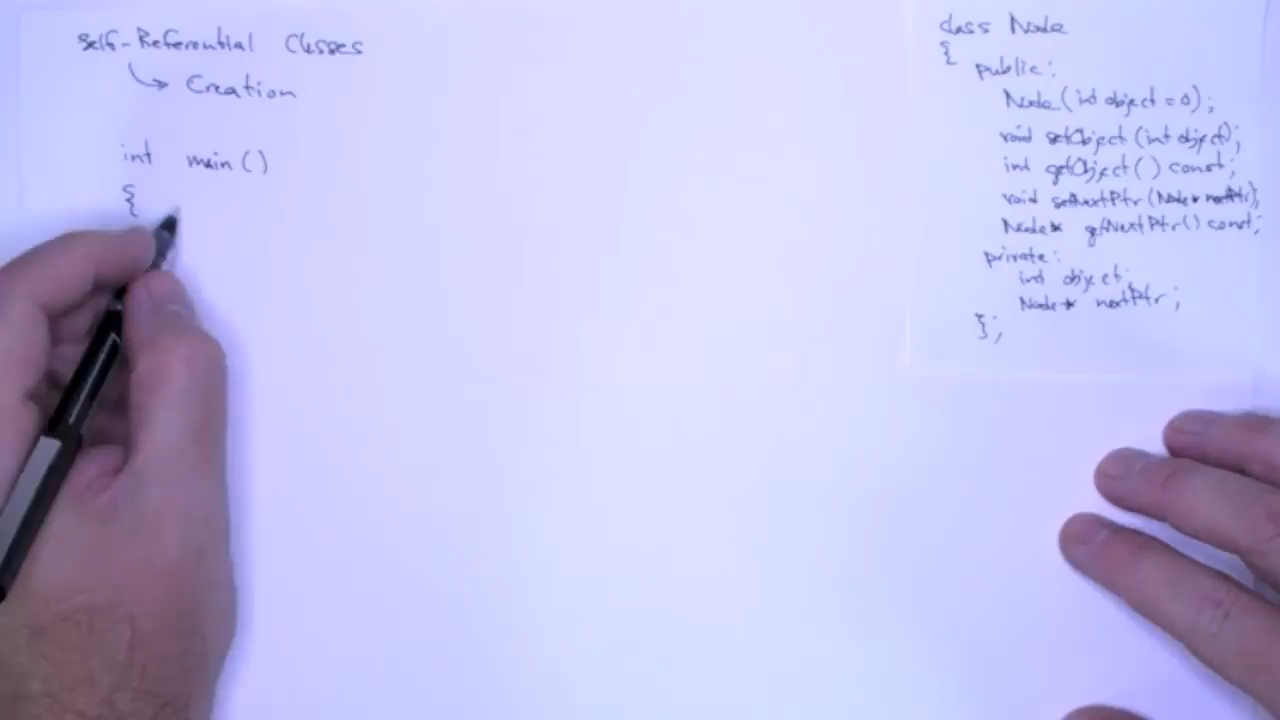 Self-Referential Classes
Creation
int main()
{
class Node
{
public:
Node(int object = 0);
void setObject(int object);
int getObject() const;
void setNextPtr(Node* nextPtr);
Node* getNextPtr() const;
private:
int object;
Node* nextPtr;
};